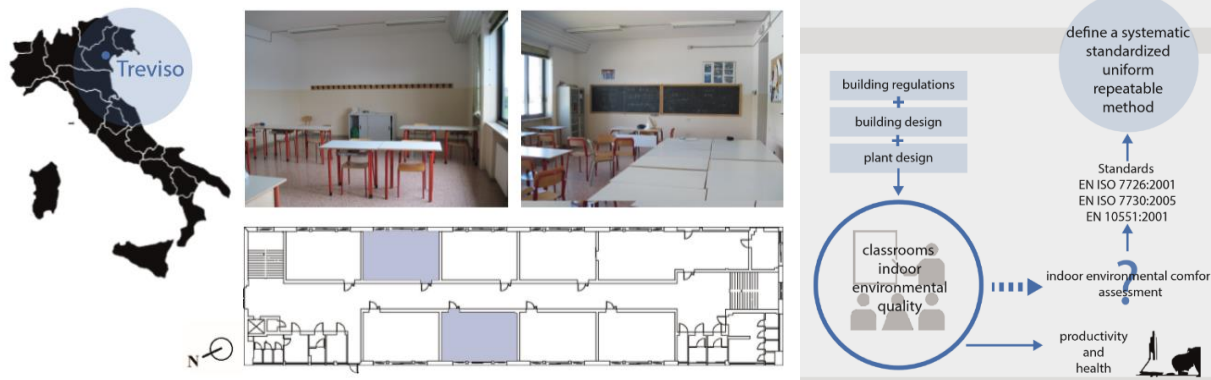 Treviso
N
building regulations
+
building design
+
plant design
classrooms
indoor
environmental
quality
define a systematic
standardized
uniform
repeatable
method
Standards
EN ISO 7726:2001
EN ISO 7730:2005
EN 10551:2001
?
indoor environmental comfor
assessment
productivity
and
health